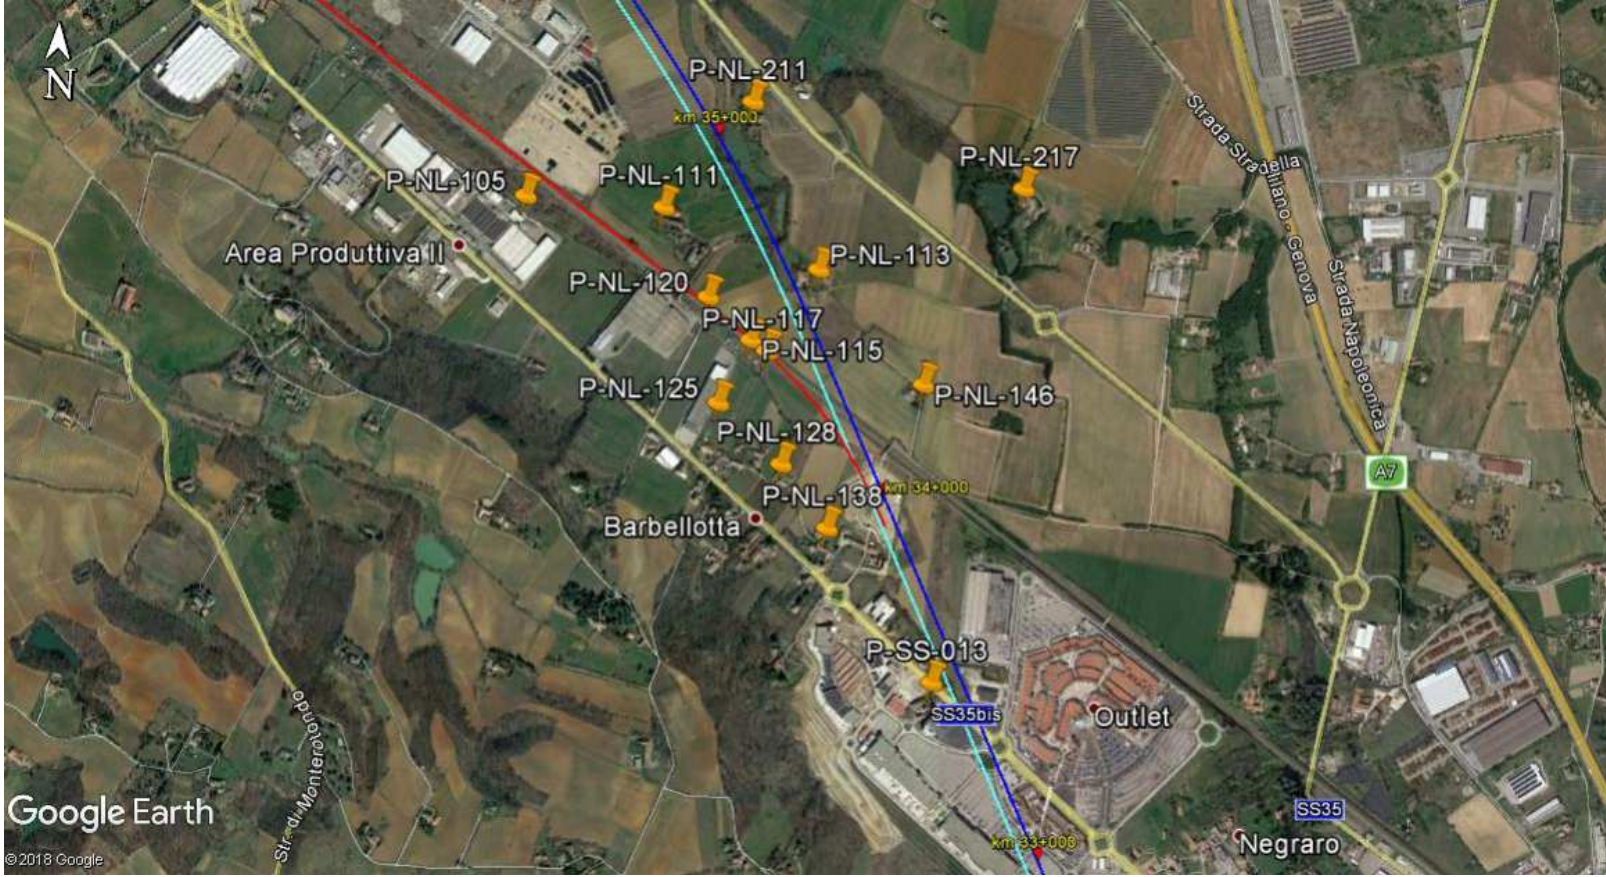 N
P-NL-211
km 35+000
Strada Stradella
P-NL-217
P-NL-105
P-NL-111
Milano - Genova
Area Produttiva II
P-NL-113
P-NL-120
Strada Napoleonica
P-NL-117
P-NL-115
P-NL-125
P-NL-146
P-NL-128
A7
km 34+000
P-NL-138
Barbellotta
P-SS-013
SS35bis
Outlet
Strada Monterotondo
Google Earth
SS35
km 33+000
Negraro
©2018 Google